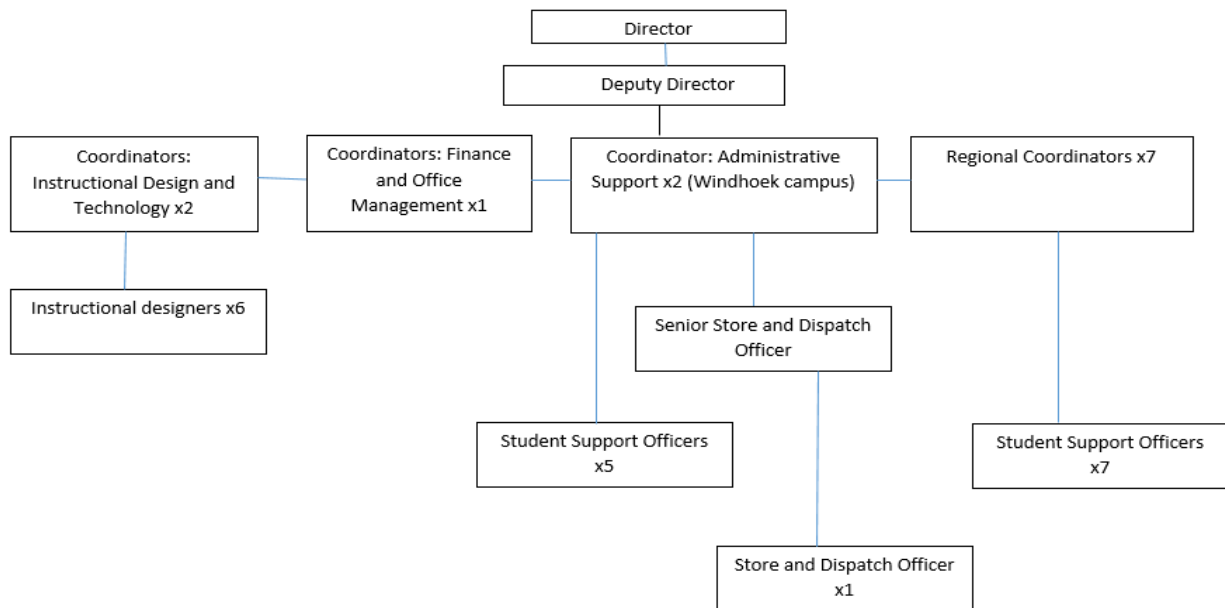 Director
Deputy Director
Coordinators:
Instructional Design and
Technology x2
Coordinators: Finance
and Office
Management x1
Coordinator: Administrative
Support x2 (Windhoek campus)
Regional Coordinators x7
Instructional designers x6
Senior Store and Dispatch
Officer
Student Support Officers
x5
Student Support Officers
x7
Store and Dispatch Officer
x1